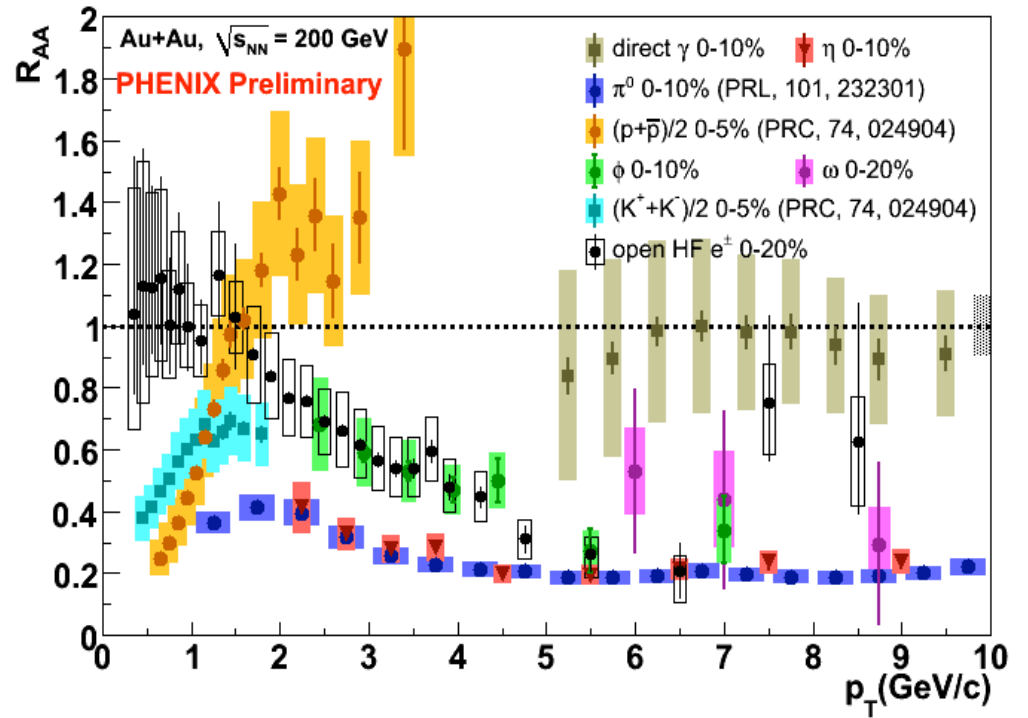 R_AA
2
1.8
1.6
1.4
1.2
1
0.8
0.6
0.4
0.2
0
Au+Au, √s_NN = 200 GeV
PHENIX Preliminary
direct γ 0-10%
η 0-10%
π⁰ 0-10% (PRL, 101, 232301)
(p+p̅)/2 0-5% (PRC, 74, 024904)
ϕ 0-10%
ω 0-20%
(K⁺+K⁻)/2 0-5% (PRC, 74, 024904)
open HF e± 0-20%
0 1 2 3 4 5 6 7 8 9 10
p_T(GeV/c)